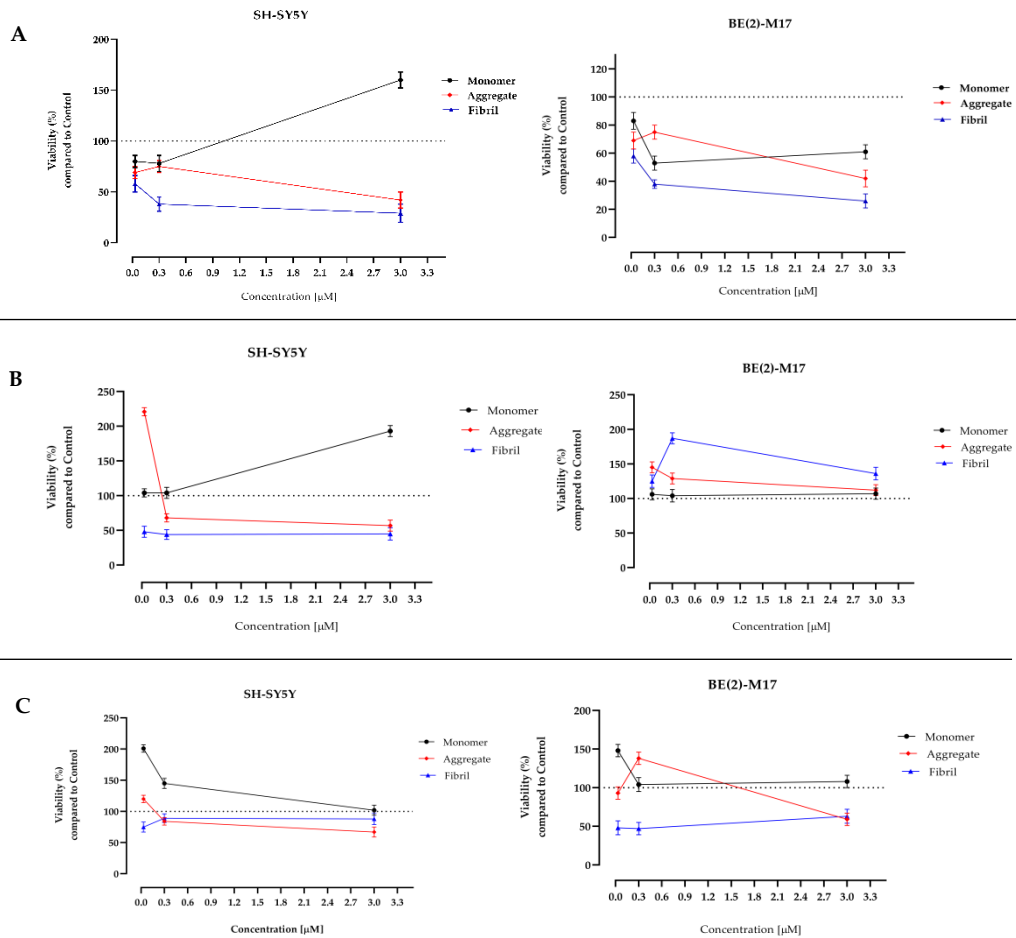 A
SH-SY5Y
200
150
100
50
0
Viability (%)
compared to Control
0.0 0.3 0.6 0.9 1.2 1.5 1.8 2.1 2.4 2.7 3.0 3.3
Concentration [μM]
Monomer
Aggregate
Fibril
BE(2)-M17
120
100
80
60
40
20
0
Viability (%)
compared to Control
0.0 0.3 0.6 0.9 1.2 1.5 1.8 2.1 2.4 2.7 3.0 3.3
Concentration [μM]
Monomer
Aggregate
Fibril
B
SH-SY5Y
250
200
150
100
50
0
Viability (%)
compared to Control
0.0 0.3 0.6 0.9 1.2 1.5 1.8 2.1 2.4 2.7 3.0 3.3
Concentration [μM]
Monomer
Aggregate
Fibril
BE(2)-M17
250
200
150
100
50
0
Viability (%)
compared to Control
0.0 0.3 0.6 0.9 1.2 1.5 1.8 2.1 2.4 2.7 3.0 3.3
Concentration [μM]
Monomer
Aggregate
Fibril
C
SH-SY5Y
250
200
150
100
50
0
Viability (%)
compared to Control
0.0 0.3 0.6 0.9 1.2 1.5 1.8 2.1 2.4 2.7 3.0 3.3
Concentration [μM]
Monomer
Aggregate
Fibril
BE(2)-M17
200
150
100
50
0
Viability (%)
compared to Control
0.0 0.3 0.6 0.9 1.2 1.5 1.8 2.1 2.4 2.7 3.0 3.3
Concentration [μM]
Monomer
Aggregate
Fibril